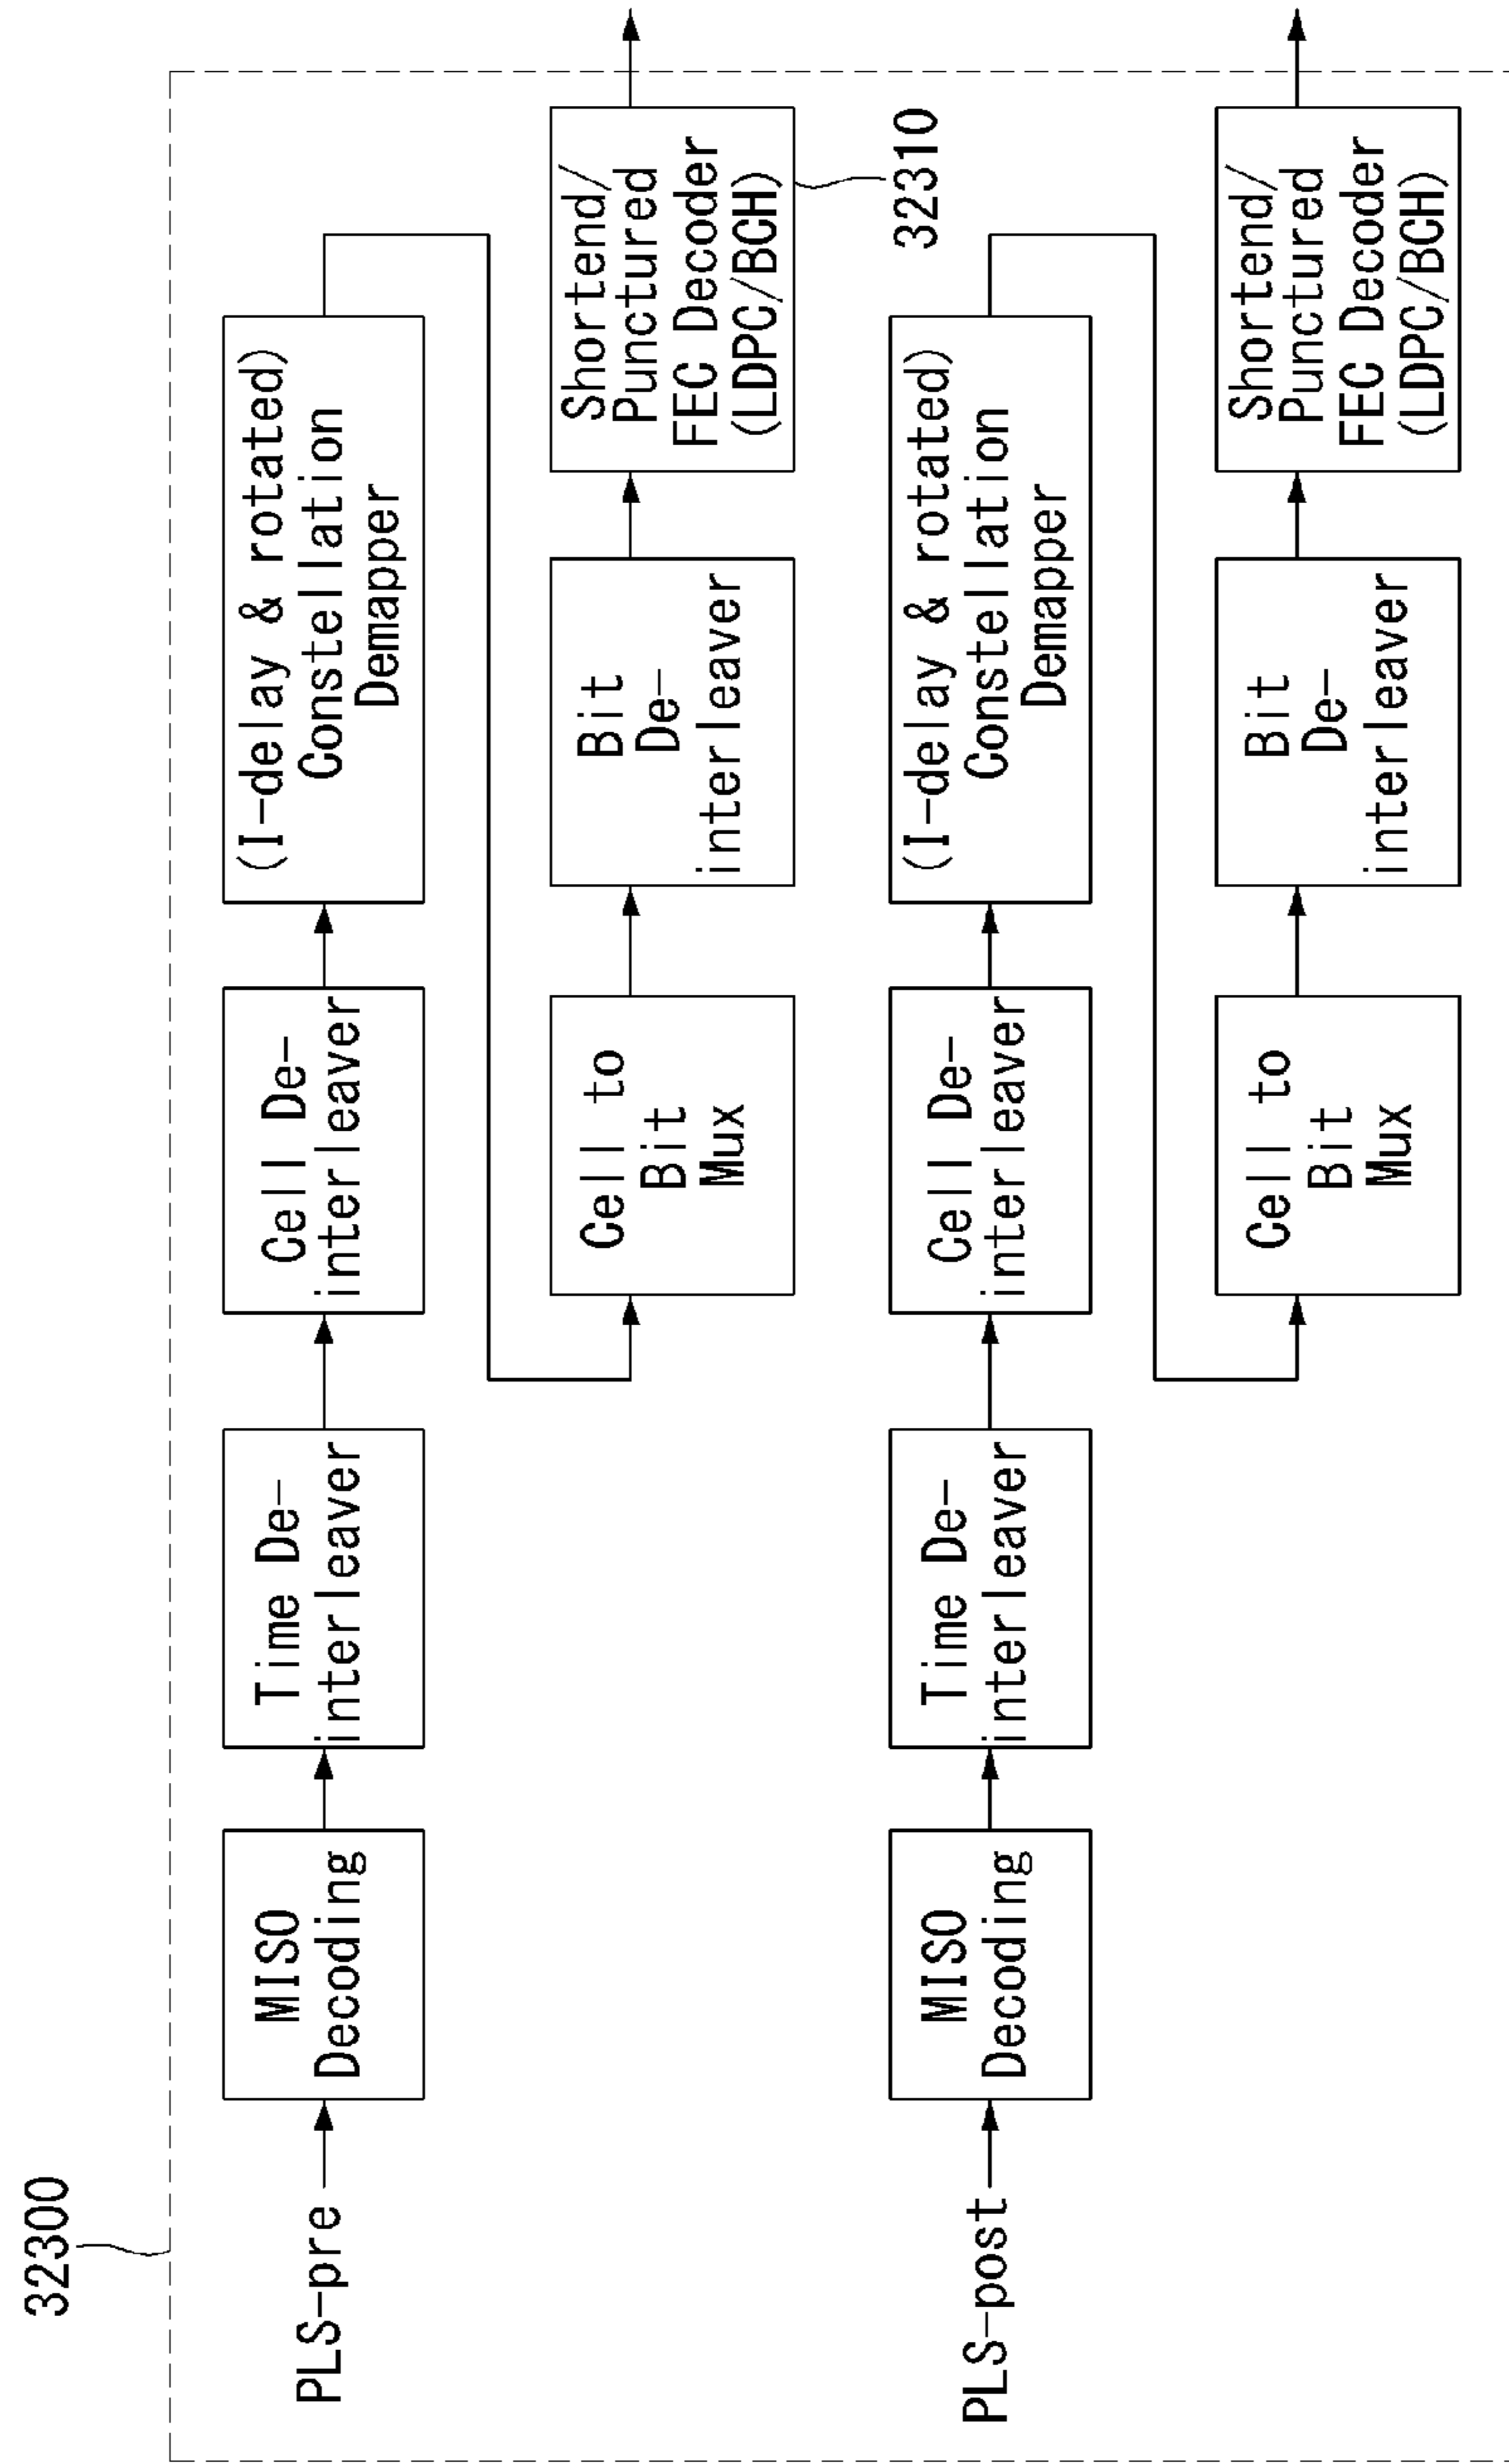 32300
PLS-pre
MISO
Decoding
Time De-
interleaver
Cell De-
interleaver
(I-delay & rotated)
Constellation
Demapper
Cell to
Bit
Mux
Bit
De-
interleaver
Shortend/
Punctured
FEC Decoder
(LDPC/BCH)
32310
PLS-post
MISO
Decoding
Time De-
interleaver
Cell De-
interleaver
(I-delay & rotated)
Constellation
Demapper
Cell to
Bit
Mux
Bit
De-
interleaver
Shortend/
Punctured
FEC Decoder
(LDPC/BCH)